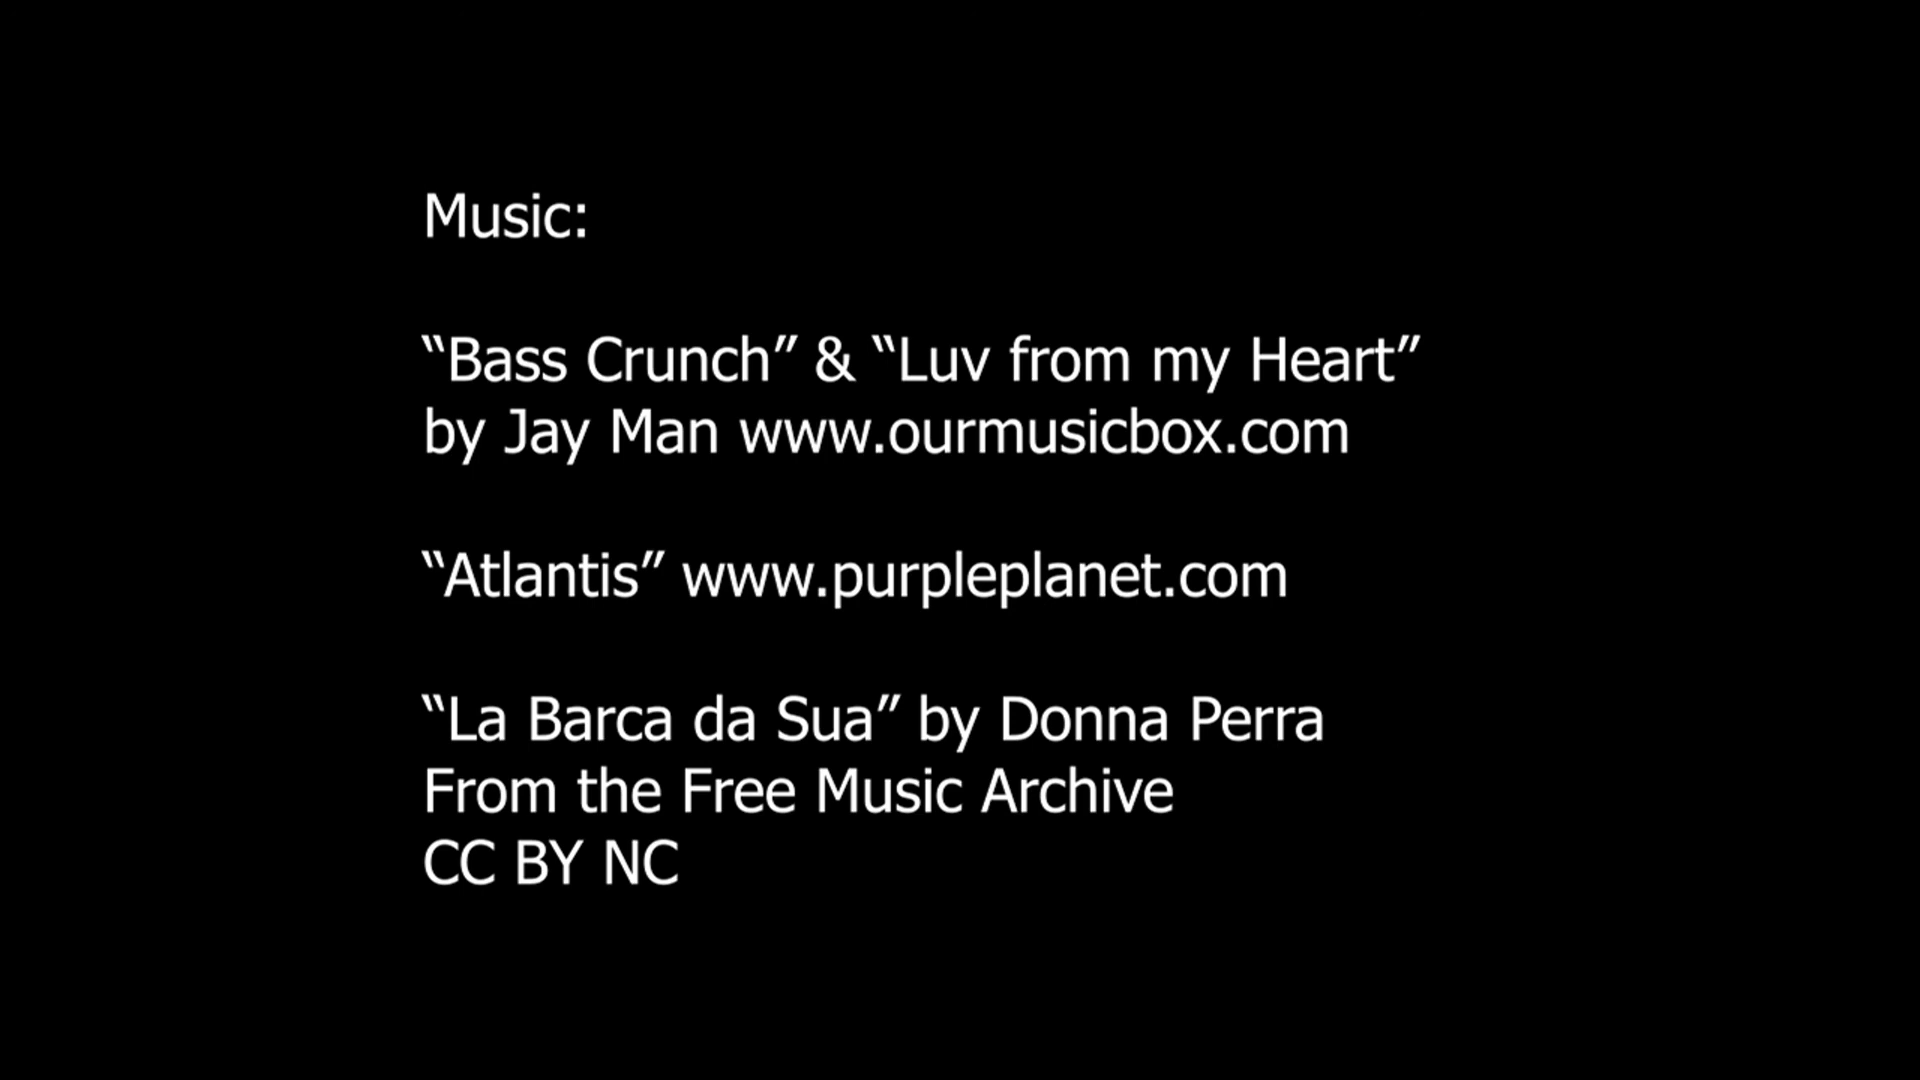 Music:
“Bass Crunch” & “Luv from my Heart”
by Jay Man www.ourmusicbox.com
“Atlantis” www.purpleplanet.com
“La Barca da Sua” by Donna Perra
From the Free Music Archive
CC BY NC